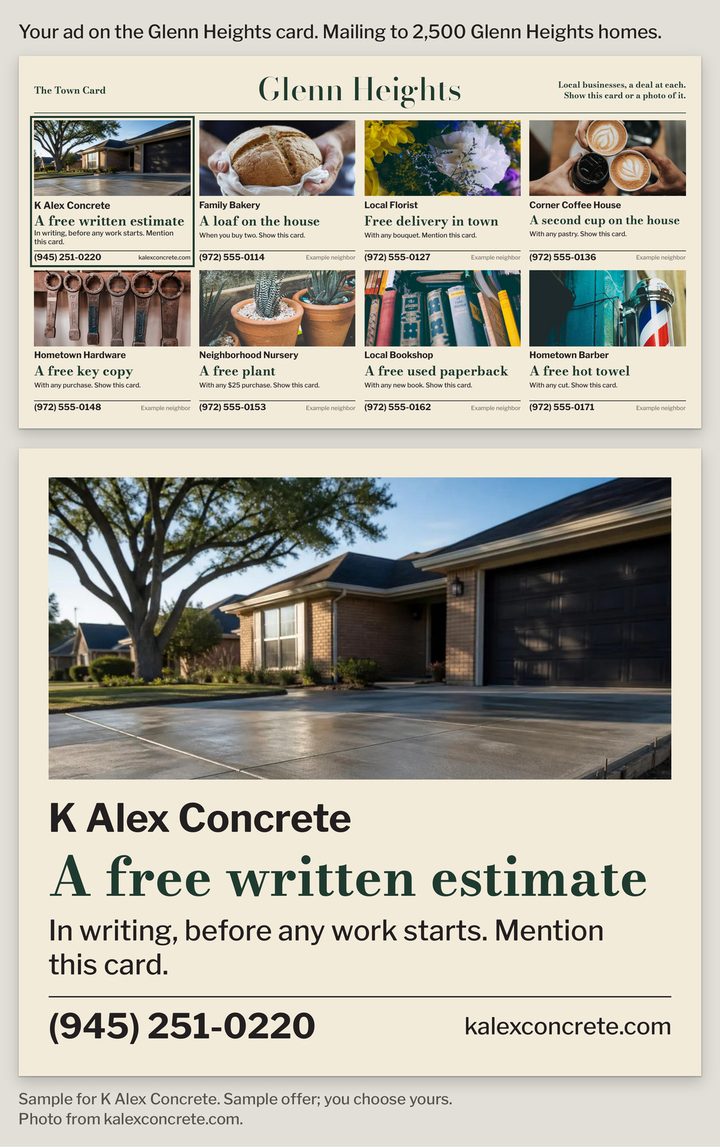 Your ad on the Glenn Heights card. Mailing to 2,500 Glenn Heights homes.
The Town Card
Glenn Heights
Local businesses, a deal at each.
Show this card or a photo of it.
K Alex Concrete
A free written estimate
In writing, before any work starts. Mention
this card.
(945) 251-0220
kalexconcrete.com
Family Bakery
A loaf on the house
When you buy two. Show this card.
(972) 555-0114
Example neighbor
Local Florist
Free delivery in town
With any bouquet. Mention this card.
(972) 555-0127
Example neighbor
Corner Coffee House
A second cup on the house
With any pastry. Show this card.
(972) 555-0136
Example neighbor
Hometown Hardware
A free key copy
With any purchase. Show this card.
(972) 555-0148
Example neighbor
Neighborhood Nursery
A free plant
With any $25 purchase. Show this card.
(972) 555-0153
Example neighbor
Local Bookshop
A free used paperback
With any new book. Show this card.
(972) 555-0162
Example neighbor
Hometown Barber
A free hot towel
With any cut. Show this card.
(972) 555-0171
Example neighbor
K Alex Concrete
A free written estimate
In writing, before any work starts. Mention
this card.
(945) 251-0220
kalexconcrete.com
Sample for K Alex Concrete. Sample offer; you choose yours.
Photo from kalexconcrete.com.